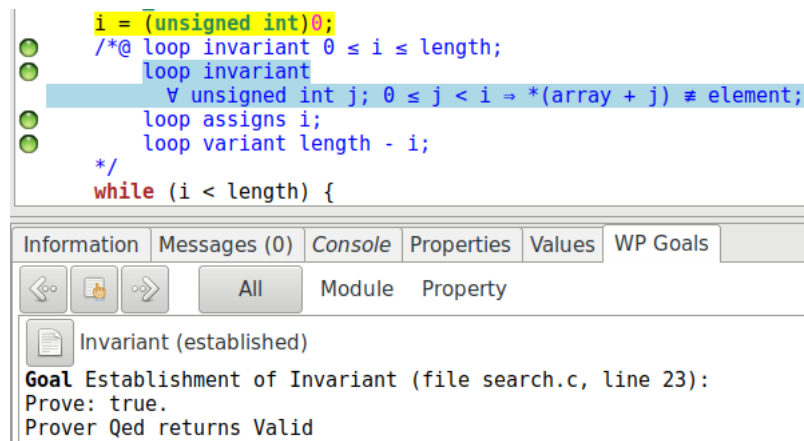 i = (unsigned int)0;
/*@ loop invariant 0 ≤ i ≤ length;
loop invariant
∀ unsigned int j; 0 ≤ j < i ⇒ *(array + j) ≢ element;
loop assigns i;
loop variant length - i;
*/
while (i < length) {
Information Messages (0) Console Properties Values WP Goals
All Module Property
Invariant (established)
Goal Establishment of Invariant (file search.c, line 23):
Prove: true.
Prover Qed returns Valid